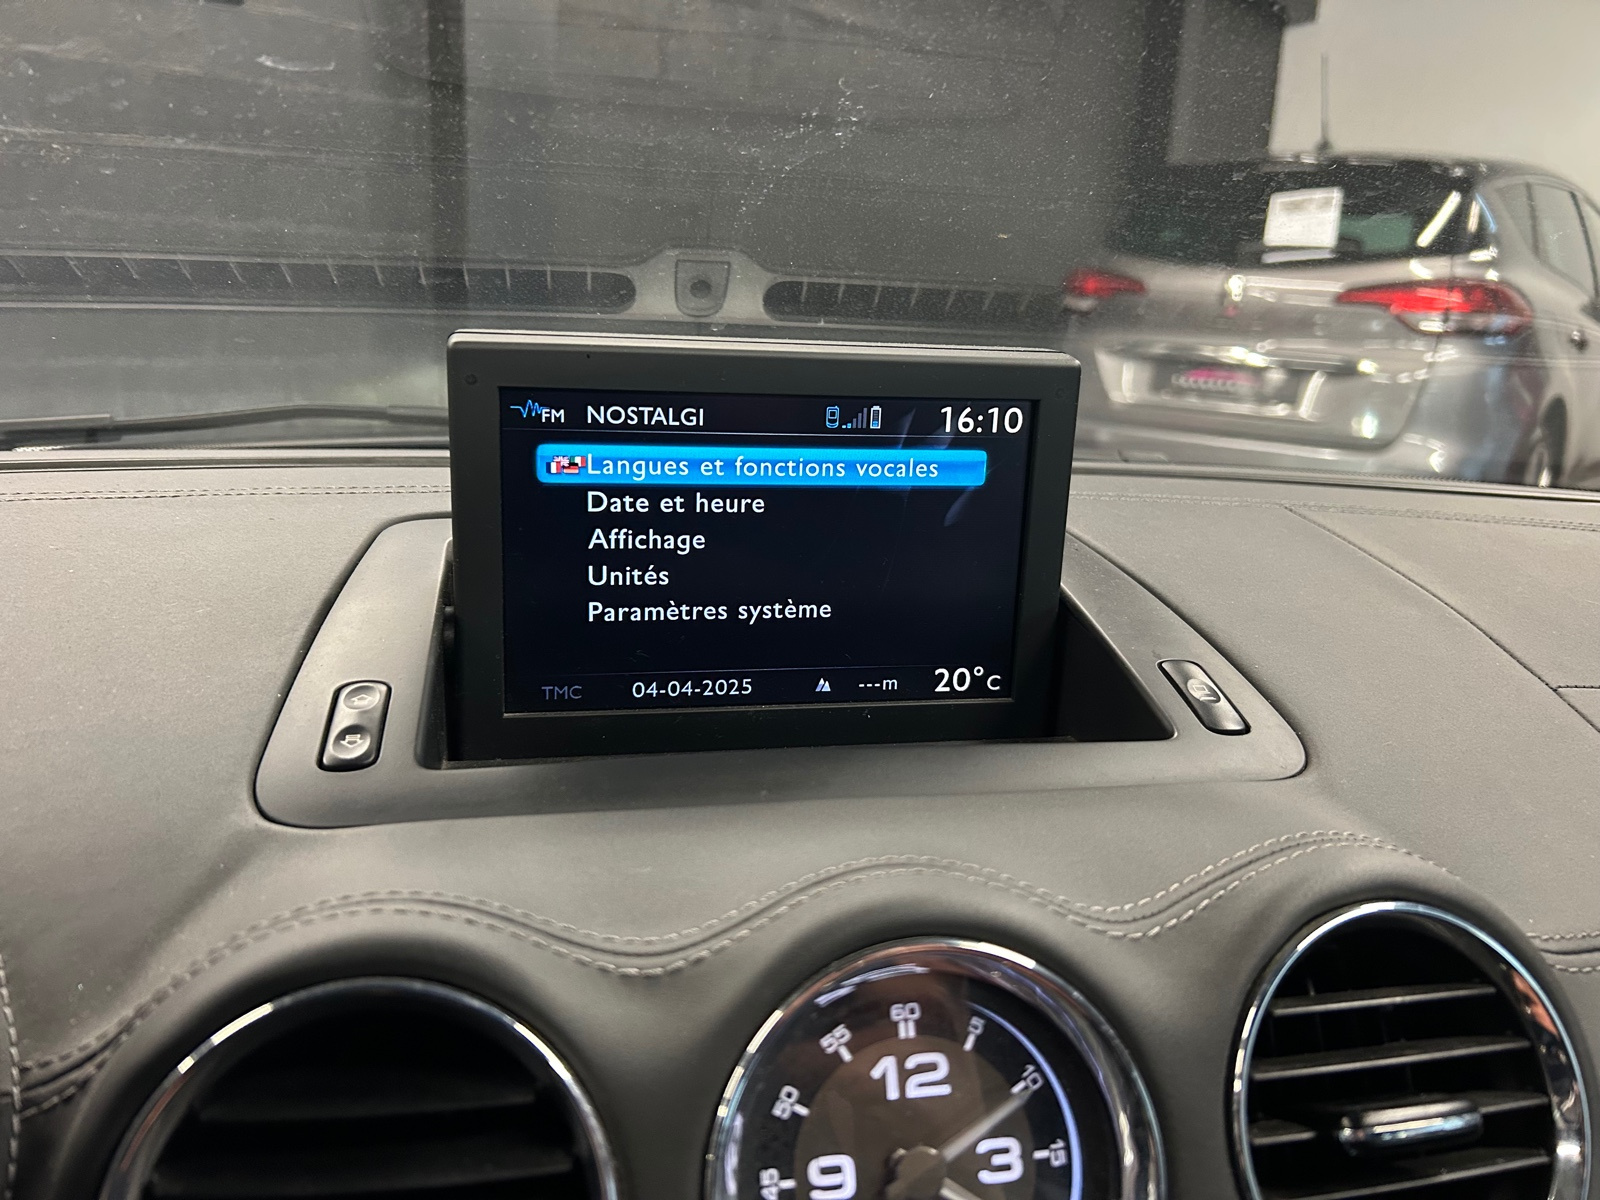 FM NOSTALGI 16:10
Langues et fonctions vocales
Date et heure
Affichage
Unités
Paramètres système
TMC 04-04-2025 ---m 20°C
60
55 5
12
50 10
9 3
45 15